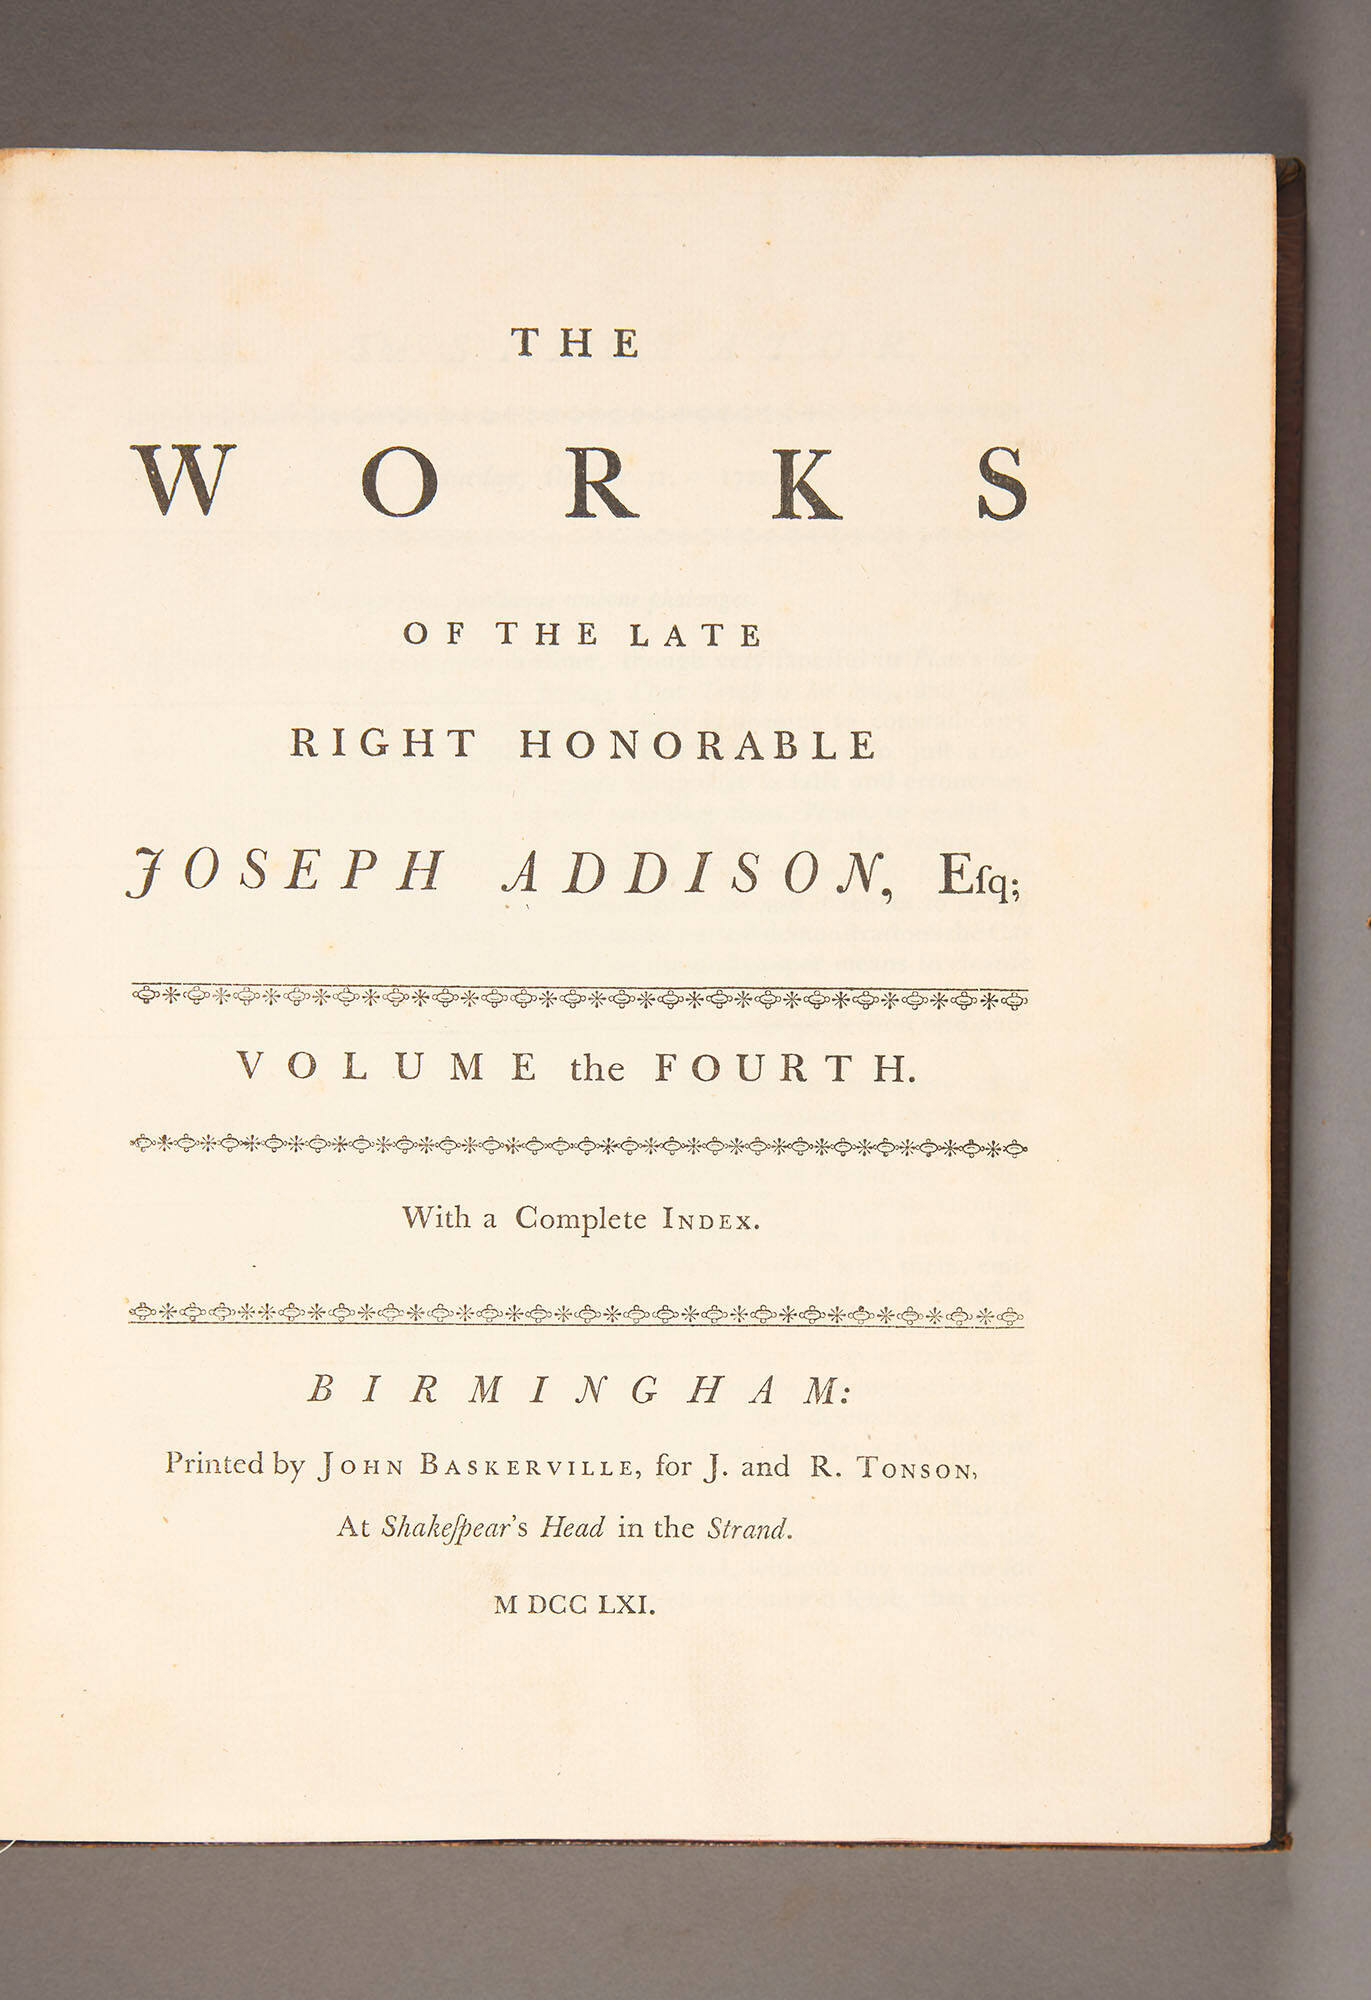 THE
WORKS
OF THE LATE
RIGHT HONORABLE
JOSEPH ADDISON, Eſq;
VOLUME the FOURTH.
With a Complete INDEX.
BIRMINGHAM:
Printed by JOHN BASKERVILLE, for J. and R. TONSON,
At Shakeſpear's Head in the Strand.
M DCC LXI.